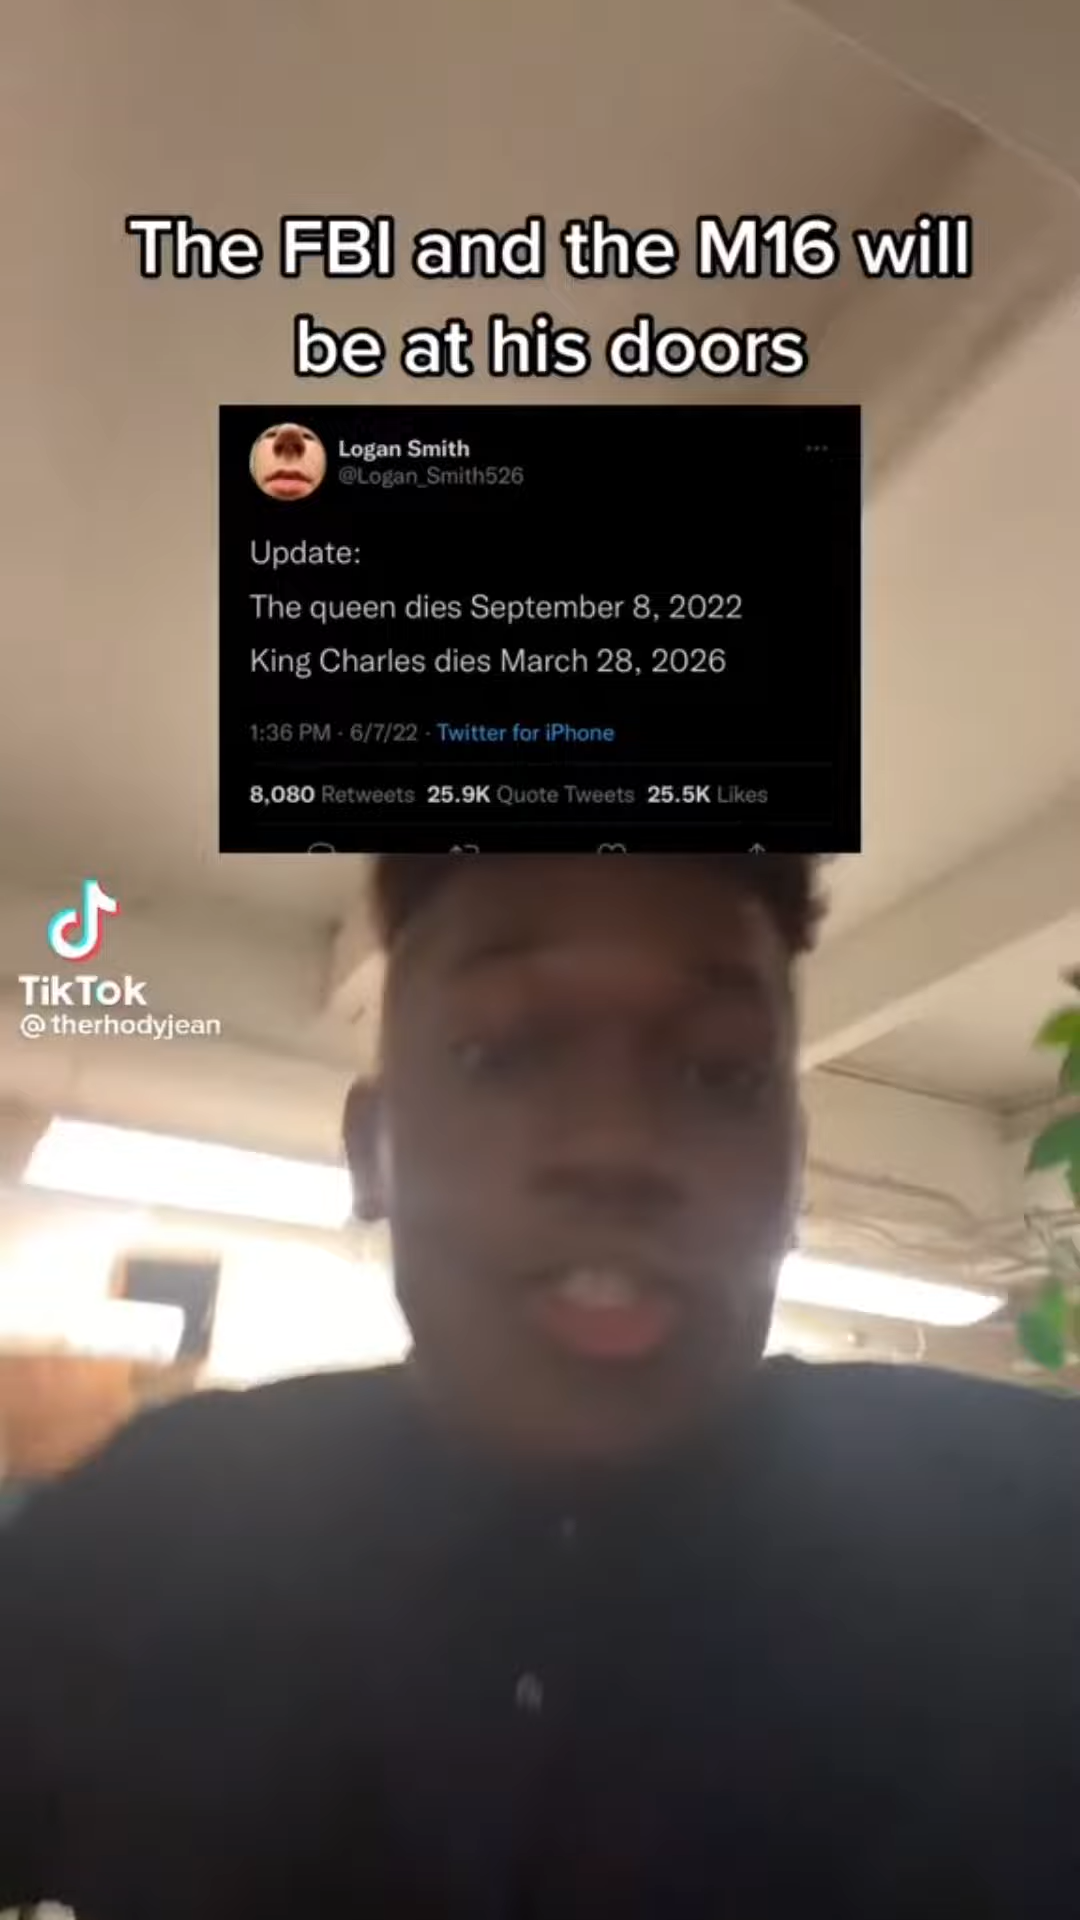 The FBI and the M16 will
be at his doors
Logan Smith
@Logan_Smith526
Update:
The queen dies September 8, 2022
King Charles dies March 28, 2026
1:36 PM · 6/7/22 · Twitter for iPhone
8,080 Retweets 25.9K Quote Tweets 25.5K Likes
TikTok
@therhodyjean